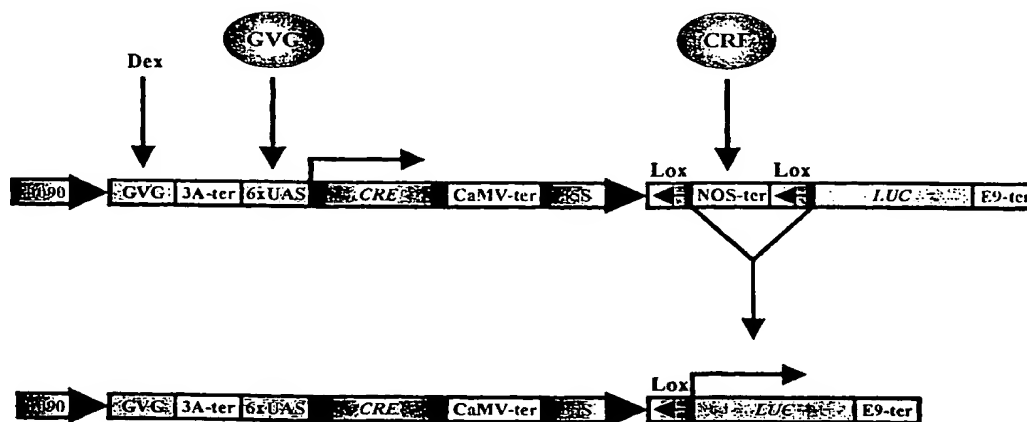 GVG
CRE
Dex
Lox
Lox
GVG 3A-ter 6xUAS CRE CaMV-ter NOS-ter LUC E9-ter
Lox
90 GVG 3A-ter 6xUAS CRE CaMV-ter LUC E9-ter